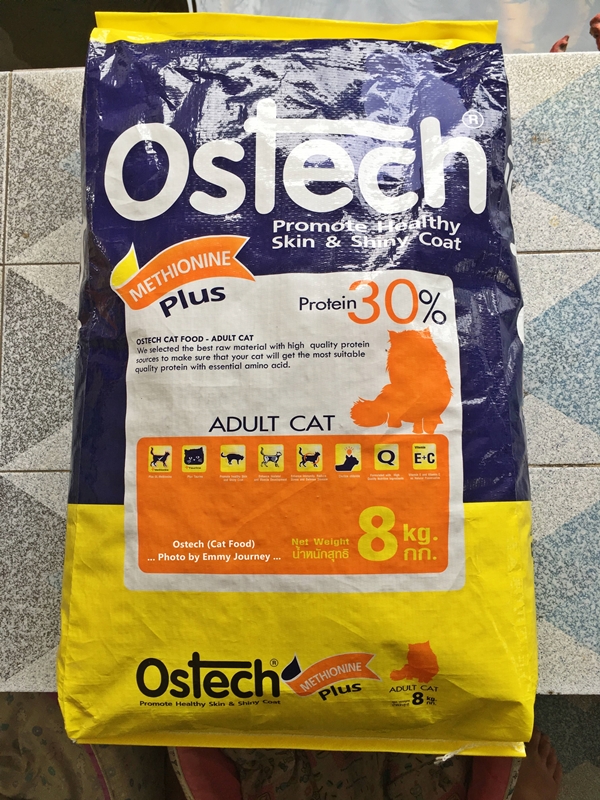 Ostech®
Promote Healthy
Skin & Shiny Coat
METHIONINE
Plus
Protein 30%
OSTECH CAT FOOD - ADULT CAT
We selected the best raw material with high quality protein
sources to make sure that your cat will get the most suitable
quality protein with essential amino acid.
ADULT CAT
Q
Vitamin
E+C
Net Weight
น้ำหนักสุทธิ
8 kg.
กก.
Ostech (Cat Food)
... Photo by Emmy Journey ...
Ostech®
METHIONINE
Plus
Promote Healthy Skin & Shiny Coat
ADULT CAT
8 kg.
กก.